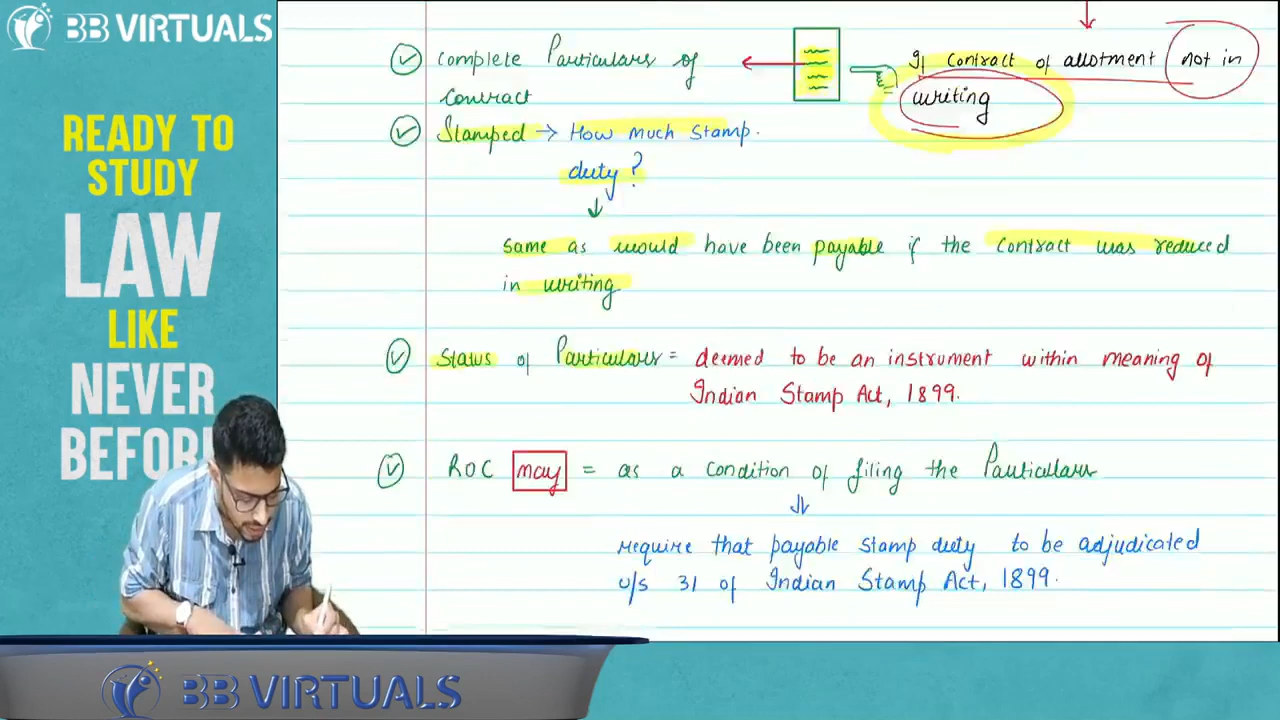 BB VIRTUALS
READY TO
STUDY
LAW
LIKE
NEVER
BEFOR
Complete Particulars of
Contract
If Contract of allotment not in
writing
Stamped → How much stamp
duty?
same as would have been payable if the contract was reduced
in writing
Status of Particulars = deemed to be an instrument within meaning of
Indian Stamp Act, 1899.
ROC may = as a condition of filing the Particulars
require that payable stamp duty to be adjudicated
u/s 31 of Indian Stamp Act, 1899.
BB VIRTUALS